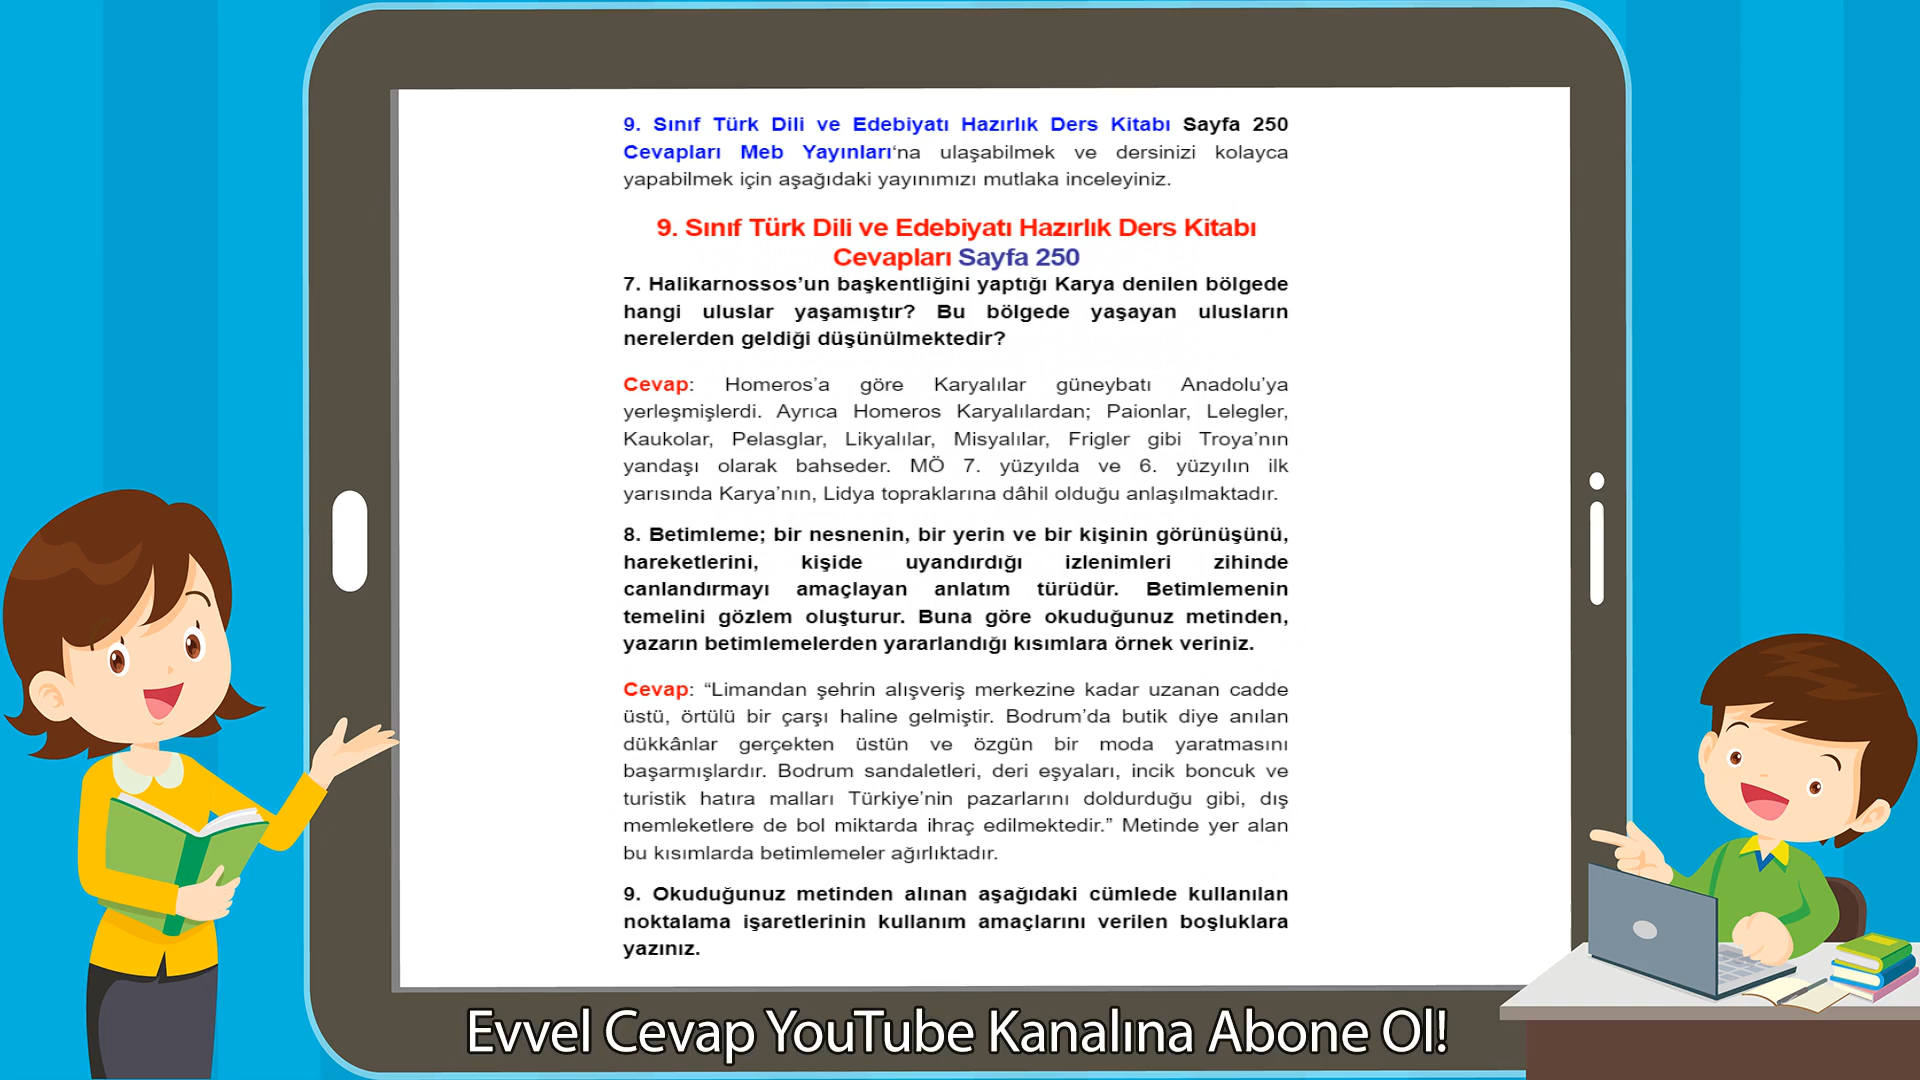 9. Sınıf Türk Dili ve Edebiyatı Hazırlık Ders Kitabı Sayfa 250
Cevapları Meb Yayınları‘na ulaşabilmek ve dersinizi kolayca
yapabilmek için aşağıdaki yayınımızı mutlaka inceleyiniz.
9. Sınıf Türk Dili ve Edebiyatı Hazırlık Ders Kitabı
Cevapları Sayfa 250
7. Halikarnossos’un başkentliğini yaptığı Karya denilen bölgede
hangi uluslar yaşamıştır? Bu bölgede yaşayan ulusların
nerelerden geldiği düşünülmektedir?
Cevap: Homeros’a göre Karyalılar güneybatı Anadolu’ya
yerleşmişlerdi. Ayrıca Homeros Karyalılardan; Paionlar, Lelegler,
Kaukolar, Pelasglar, Likyalılar, Misyalılar, Frigler gibi Troya’nın
yandaşı olarak bahseder. MÖ 7. yüzyılda ve 6. yüzyılın ilk
yarısında Karya’nın, Lidya topraklarına dâhil olduğu anlaşılmaktadır.
8. Betimleme; bir nesnenin, bir yerin ve bir kişinin görünüşünü,
hareketlerini, kişide uyandırdığı izlenimleri zihinde
canlandırmayı amaçlayan anlatım türüdür. Betimlemenin
temelini gözlem oluşturur. Buna göre okuduğunuz metinden,
yazarın betimlemelerden yararlandığı kısımlara örnek veriniz.
Cevap: “Limandan şehrin alışveriş merkezine kadar uzanan cadde
üstü, örtülü bir çarşı haline gelmiştir. Bodrum’da butik diye anılan
dükkânlar gerçekten üstün ve özgün bir moda yaratmasını
başarmışlardır. Bodrum sandaletleri, deri eşyaları, incik boncuk ve
turistik hatıra malları Türkiye’nin pazarlarını doldurduğu gibi, dış
memleketlere de bol miktarda ihraç edilmektedir.” Metinde yer alan
bu kısımlarda betimlemeler ağırlıktadır.
9. Okuduğunuz metinden alınan aşağıdaki cümlede kullanılan
noktalama işaretlerinin kullanım amaçlarını verilen boşluklara
yazınız.
Evvel Cevap YouTube Kanalına Abone Ol!